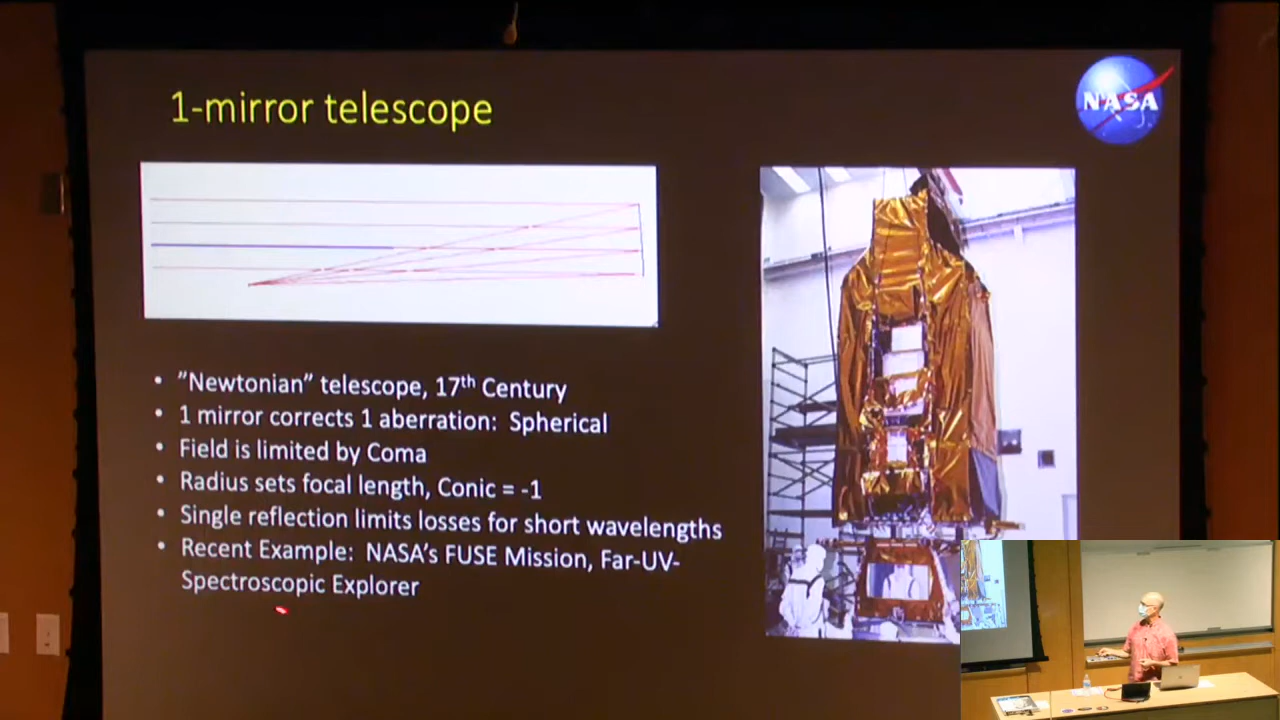 1-mirror telescope
NASA
• ”Newtonian” telescope, 17th Century
• 1 mirror corrects 1 aberration: Spherical
• Field is limited by Coma
• Radius sets focal length, Conic = -1
• Single reflection limits losses for short wavelengths
• Recent Example: NASA’s FUSE Mission, Far-UV-
Spectroscopic Explorer